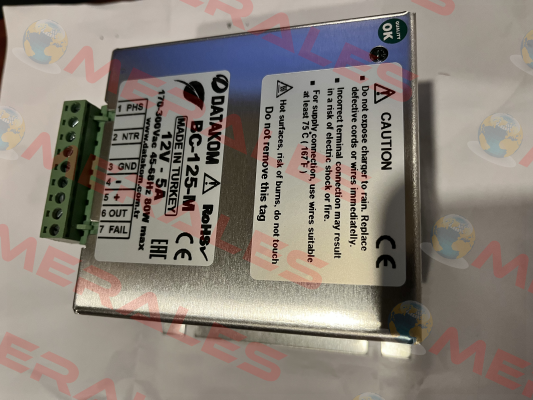 DATAKOM
RoHS
BC-125-M
12V - 5A
MADE IN TURKEY
CE
170-300Vac 45-65Hz 80W max
www.datakom.com.tr
EAC
1 PHS
2 NTR
3 GND
4 -
5 +
6 OUT
7 FAIL
CAUTION
CE
▪ Do not expose charger to rain. Replace
defective cords or wires immediatelly.
▪ Incorrect terminal connection may result
in a risk of electric shock or fire.
▪ For supply connection, use wires suitable
at least 75°C (167°F)
Hot surfaces, risk of burns, do not touch
Do not remove this tag
QUALITY
OK
MERALES